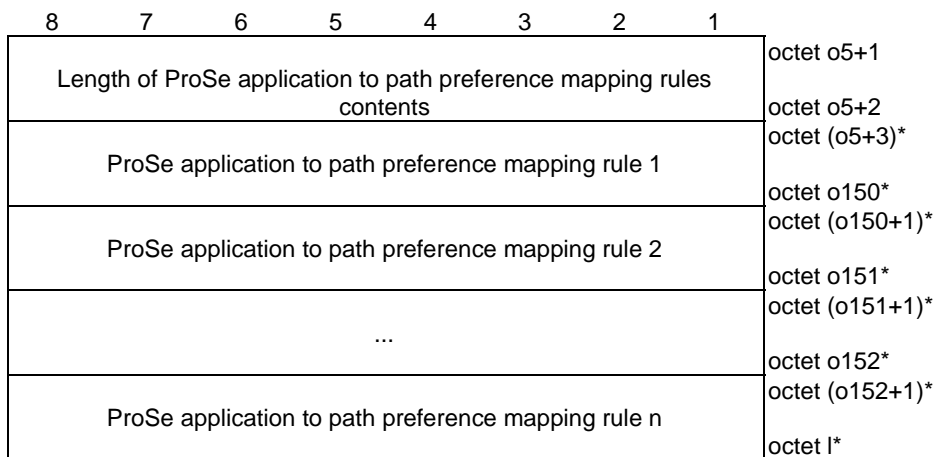 8 7 6 5 4 3 2 1
octet o5+1
Length of ProSe application to path preference mapping rules
contents
octet o5+2
octet (o5+3)*
ProSe application to path preference mapping rule 1
octet o150*
octet (o150+1)*
ProSe application to path preference mapping rule 2
octet o151*
octet (o151+1)*
...
octet o152*
octet (o152+1)*
ProSe application to path preference mapping rule n
octet l*